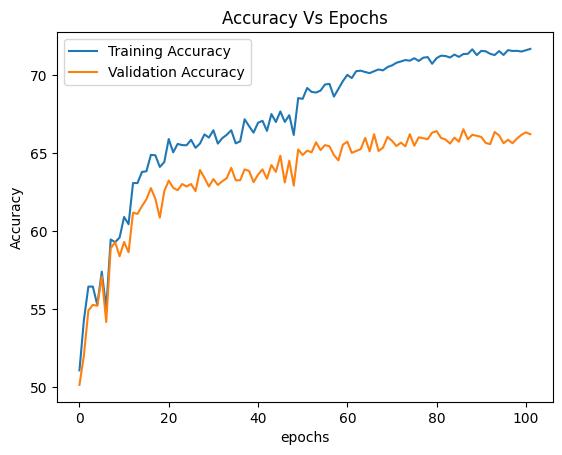 Accuracy Vs Epochs
Training Accuracy
Validation Accuracy
70
65
60
55
50
Accuracy
0 20 40 60 80 100
epochs